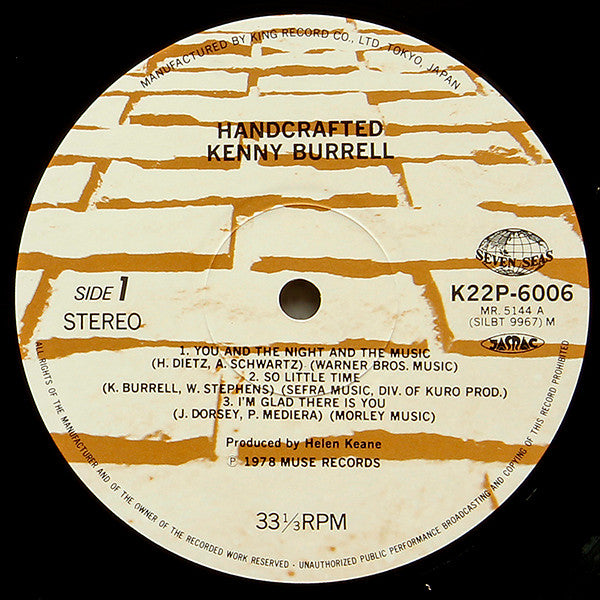 MANUFACTURED BY KING RECORD CO., LTD. TOKYO, JAPAN
HANDCRAFTED
KENNY BURRELL
SEVEN SEAS
SIDE 1
STEREO
K22P-6006
MR. 5144 A
(SILBT 9967) M
JASRAC
1. YOU AND THE NIGHT AND THE MUSIC
(H. DIETZ, A. SCHWARTZ) (WARNER BROS. MUSIC)
2. SO LITTLE TIME
(K. BURRELL, W. STEPHENS) (SEFRA MUSIC, DIV. OF KURO PROD.)
3. I'M GLAD THERE IS YOU
(J. DORSEY, P. MEDIERA) (MORLEY MUSIC)
Produced by Helen Keane
℗ 1978 MUSE RECORDS
33⅓RPM
ALL RIGHTS OF THE MANUFACTURER AND OF THE OWNER OF THE RECORDED WORK RESERVED · UNAUTHORIZED PUBLIC PERFORMANCE BROADCASTING AND COPYING OF THIS RECORD PROHIBITED